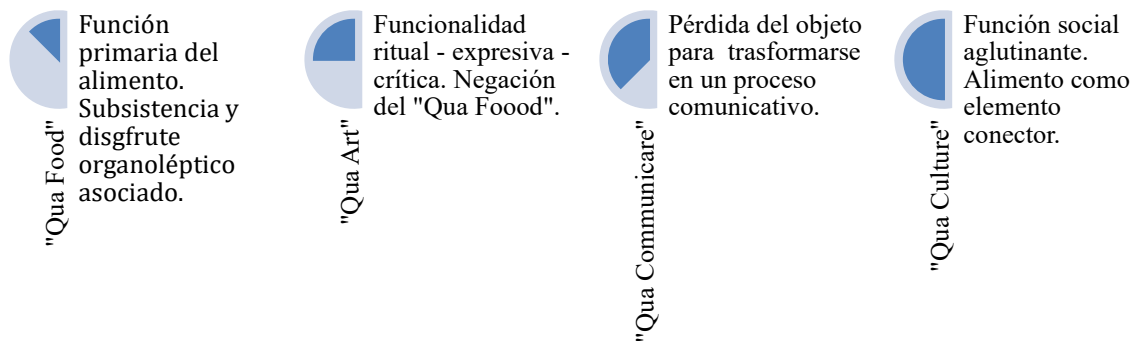 Función
primaria del
alimento.
Subsistencia y
disgfrute
organoléptico
asociado.
"Qua Food"
Funcionalidad
ritual - expresiva -
crítica. Negación
del "Qua Foood".
"Qua Art"
Pérdida del objeto
para trasformarse
en un proceso
comunicativo.
"Qua Communicare"
Función social
aglutinante.
Alimento como
elemento
conector.
"Qua Culture"